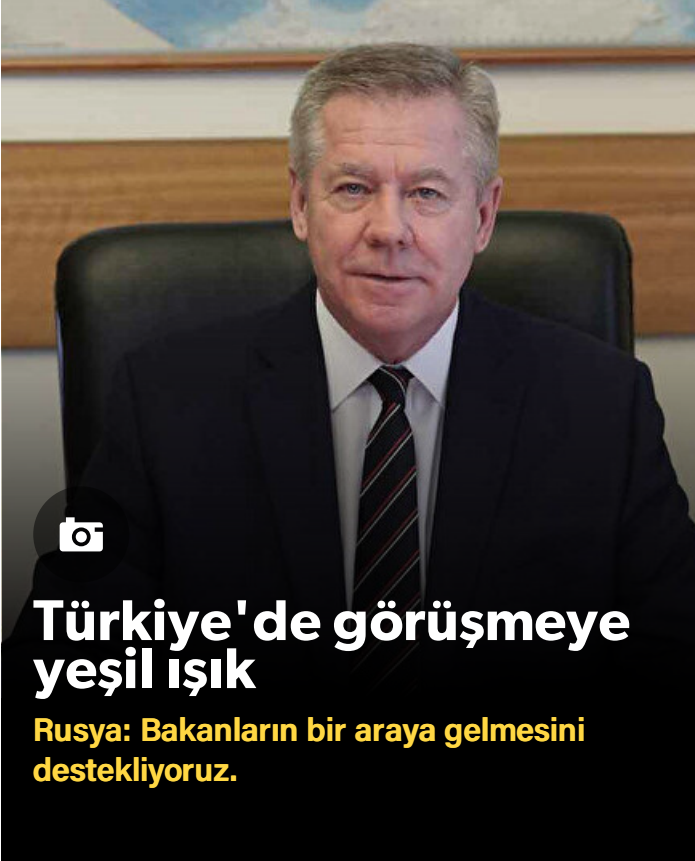 Türkiye'de görüşmeye
yeşil ışık
Rusya: Bakanların bir araya gelmesini
destekliyoruz.